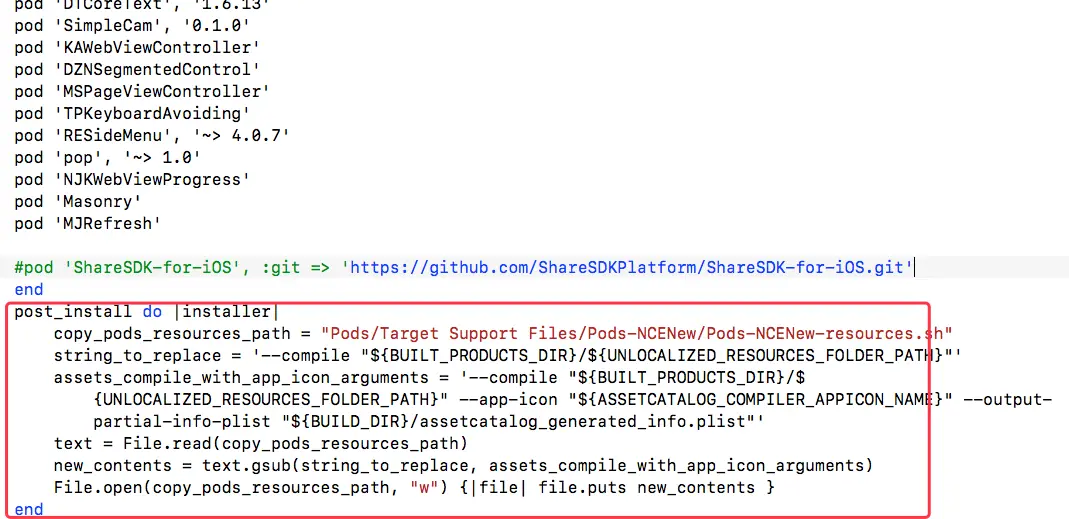 pod 'DTCoreText', '1.6.13'
pod 'SimpleCam', '0.1.0'
pod 'KAWebViewController'
pod 'DZNSegmentedControl'
pod 'MSPageViewController'
pod 'TPKeyboardAvoiding'
pod 'RESideMenu', '~> 4.0.7'
pod 'pop', '~> 1.0'
pod 'NJKWebViewProgress'
pod 'Masonry'
pod 'MJRefresh'
#pod 'ShareSDK-for-iOS', :git => 'https://github.com/ShareSDKPlatform/ShareSDK-for-iOS.git'
end
post_install do |installer|
copy_pods_resources_path = "Pods/Target Support Files/Pods-NCENew/Pods-NCENew-resources.sh"
string_to_replace = '--compile "${BUILT_PRODUCTS_DIR}/${UNLOCALIZED_RESOURCES_FOLDER_PATH}"'
assets_compile_with_app_icon_arguments = '--compile "${BUILT_PRODUCTS_DIR}/$
{UNLOCALIZED_RESOURCES_FOLDER_PATH}" --app-icon "${ASSETCATALOG_COMPILER_APPICON_NAME}" --output-
partial-info-plist "${BUILD_DIR}/assetcatalog_generated_info.plist"'
text = File.read(copy_pods_resources_path)
new_contents = text.gsub(string_to_replace, assets_compile_with_app_icon_arguments)
File.open(copy_pods_resources_path, "w") {|file| file.puts new_contents }
end